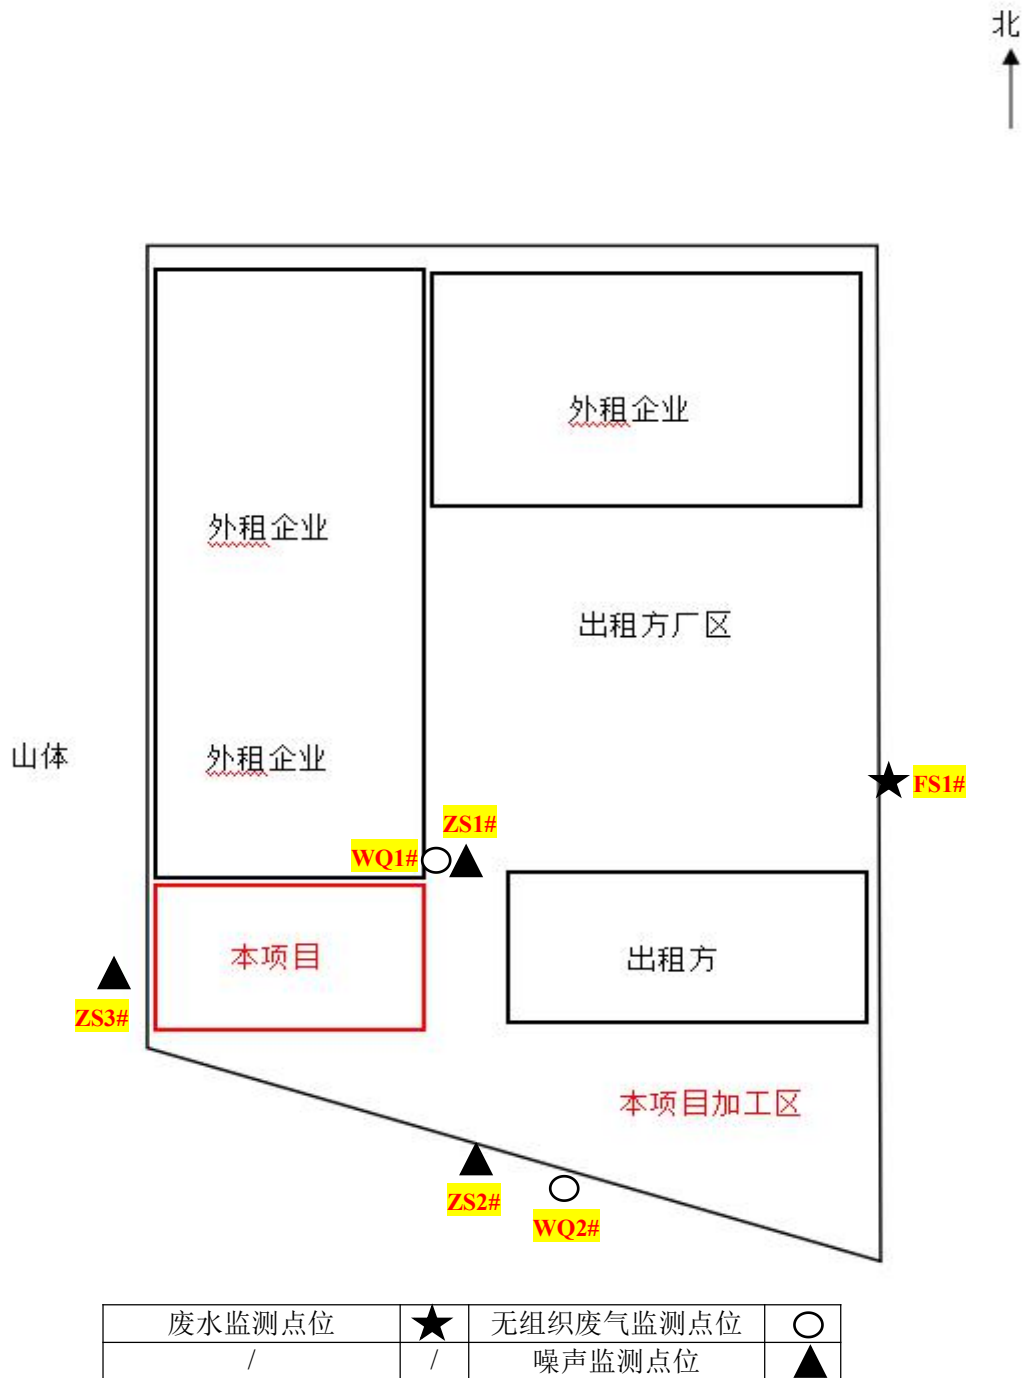 北
外租企业
外租企业
出租方厂区
山体
外租企业
FS1#
ZS1#
WQ1#
本项目
出租方
ZS3#
本项目加工区
ZS2#
WQ2#
废水监测点位 ★ 无组织废气监测点位 ○
/ / 噪声监测点位 ▲